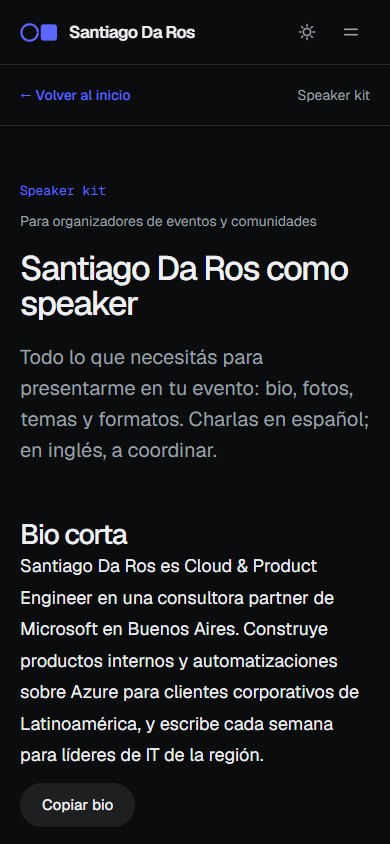 Santiago Da Ros
← Volver al inicio
Speaker kit
Speaker kit
Para organizadores de eventos y comunidades
Santiago Da Ros como
speaker
Todo lo que necesitás para
presentarme en tu evento: bio, fotos,
temas y formatos. Charlas en español;
en inglés, a coordinar.
Bio corta
Santiago Da Ros es Cloud & Product
Engineer en una consultora partner de
Microsoft en Buenos Aires. Construye
productos internos y automatizaciones
sobre Azure para clientes corporativos de
Latinoamérica, y escribe cada semana
para líderes de IT de la región.
Copiar bio